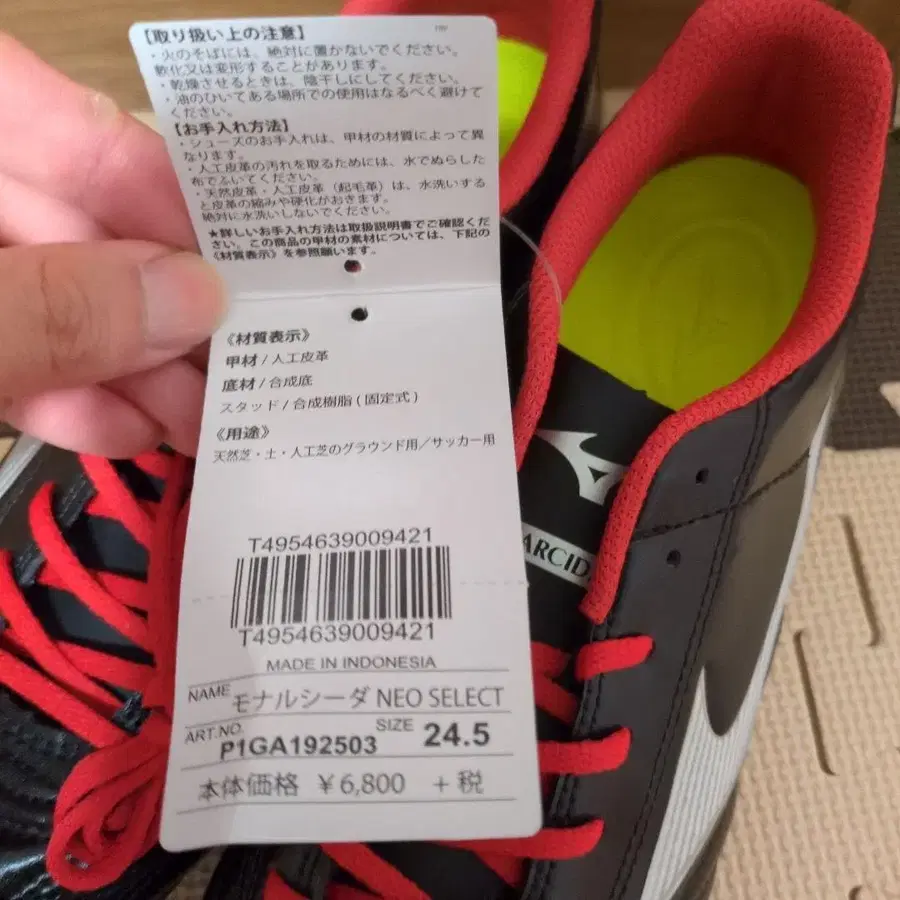 【取り扱い上の注意】
・火のそばには、絶対に置かないでください。
軟化又は変形することがあります。
・乾燥させるときは、陰干しにしてください。
・油のひいてある場所での使用はなるべく避けて
ください。
【お手入れ方法】
・シューズのお手入れは、甲材の材質によって異
なります。
・人工皮革の汚れを取るためには、水でぬらした
布でふいてください。
・天然皮革・人工皮革（起毛革）は、水洗いする
と皮革の縮みや硬化がおきます。
絶対に水洗いしないでください。
★詳しいお手入れ方法は取扱説明書でご確認くだ
さい。この商品の甲材の素材については、下記の
《材質表示》を参照願います。
《材質表示》
甲材 / 人工皮革
底材 / 合成底
スタッド / 合成樹脂 ( 固定式 )
《用途》
天然芝・土・人工芝のグラウンド用／サッカー用
T4954639009421
T4954639009421
MADE IN INDONESIA
NAME モナルシーダ NEO SELECT
ART.NO. P1GA192503 SIZE 24.5
本体価格 ￥6,800 + 税
ARCID